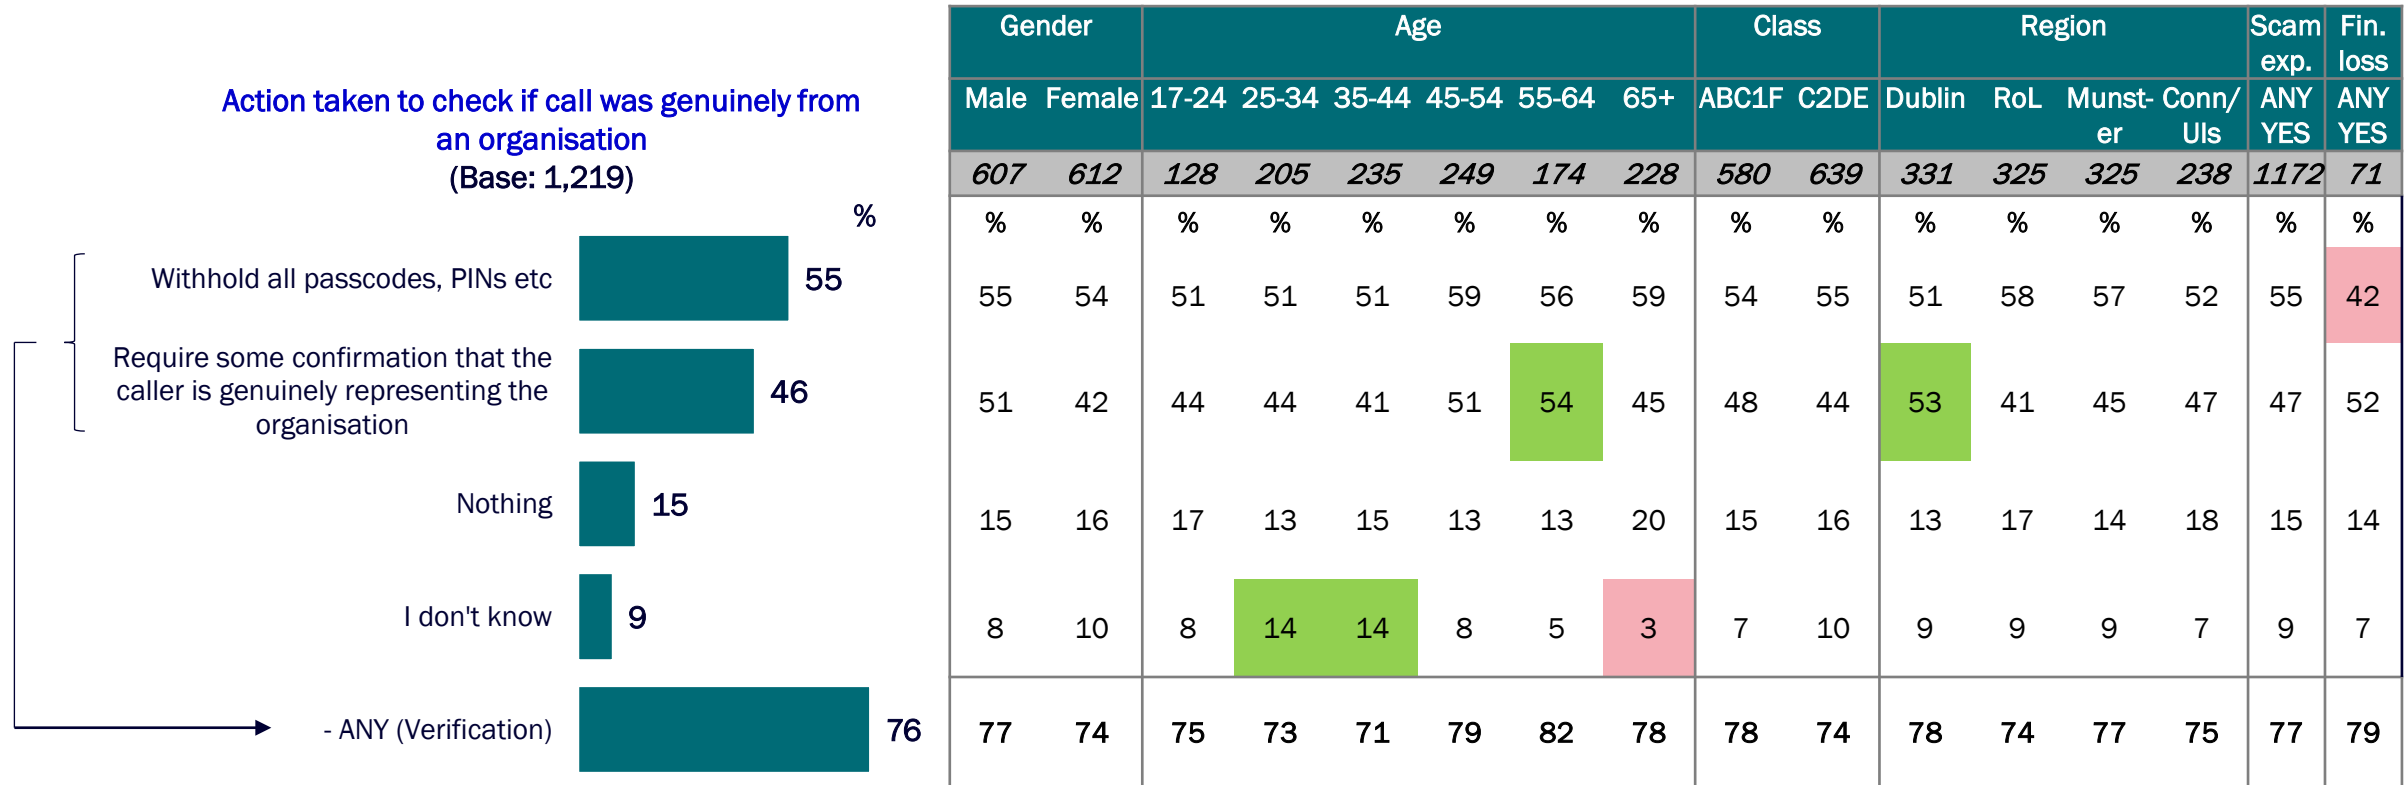 Action taken to check if call was genuinely from
an organisation
(Base: 1,219)
%
Gender Age Class Region Scam exp. Fin. loss
Male Female 17-24 25-34 35-44 45-54 55-64 65+ ABC1F C2DE Dublin RoL Munst-er Conn/Uls ANY YES ANY YES
607 612 128 205 235 249 174 228 580 639 331 325 325 238 1172 71
% % % % % % % % % % % % % % % %
Withhold all passcodes, PINs etc 55
55 54 51 51 51 59 56 59 54 55 51 58 57 52 55 42
Require some confirmation that the
caller is genuinely representing the
organisation
46
51 42 44 44 41 51 54 45 48 44 53 41 45 47 47 52
Nothing 15
15 16 17 13 15 13 13 20 15 16 13 17 14 18 15 14
I don't know 9
8 10 8 14 14 8 5 3 7 10 9 9 9 7 9 7
- ANY (Verification) 76
77 74 75 73 71 79 82 78 78 74 78 74 77 75 77 79